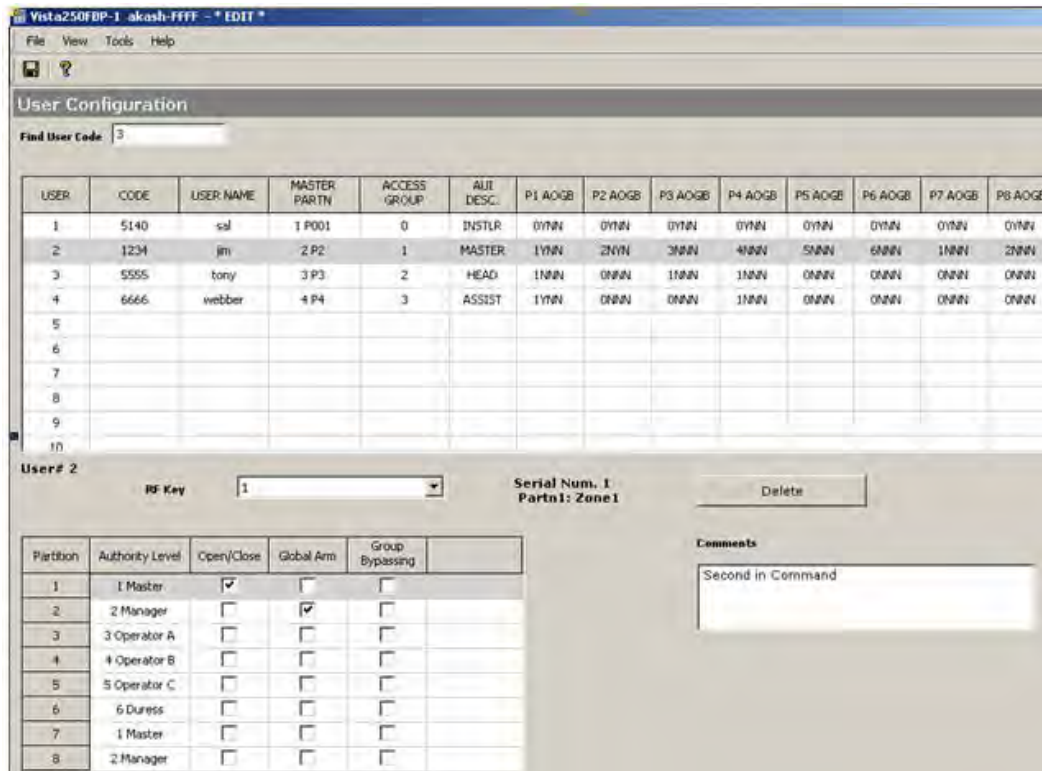 Vista250FBP-1 akash-FFFF - * EDIT *
File View Tools Help
User Configuration
Find User Code 3
USER CODE USER NAME MASTER PARTN ACCESS GROUP AUI DESC. P1 AOGB P2 AOGB P3 AOGB P4 AOGB P5 AOGB P6 AOGB P7 AOGB P8 AOGB
1 5140 sal 1 P001 0 INSTLR 0YNN 0YNN 0YNN 0YNN 0YNN 0YNN 0YNN 0YNN
2 1234 jim 2 P2 1 MASTER 1YNN 2NYN 3NNN 4NNN 5NNN 6NNN 1NNN 2NNN
3 5555 tony 3 P3 2 HEAD 1NNN 0NNN 1NNN 1NNN 0NNN 0NNN 0NNN 0NNN
4 6666 webber 4 P4 3 ASSIST 1YNN 0NNN 0NNN 1NNN 0NNN 0NNN 0NNN 0NNN
5
6
7
8
9
10
User# 2
RF Key 1 Serial Num. 1 Delete
Partn1: Zone1
Partition Authority Level Open/Close Global Arm Group Bypassing
Comments
Second in Command
1 1 Master
2 2 Manager
3 3 Operator A
4 4 Operator B
5 5 Operator C
6 6 Duress
7 1 Master
8 2 Manager